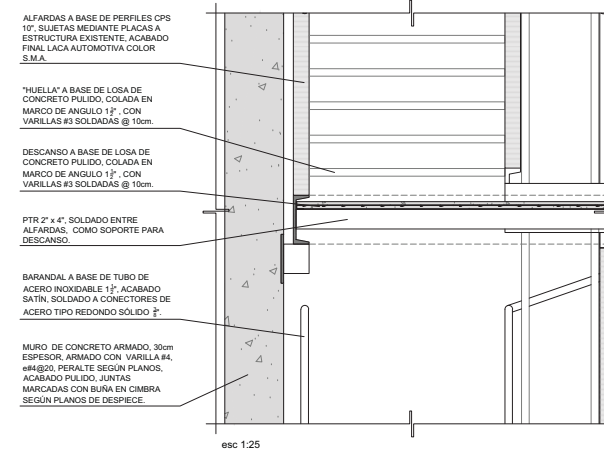 ALFARDAS A BASE DE PERFILES CPS
10", SUJETAS MEDIANTE PLACAS A
ESTRUCTURA EXISTENTE, ACABADO
FINAL LACA AUTOMOTIVA COLOR
S.M.A.
"HUELLA" A BASE DE LOSA DE
CONCRETO PULIDO, COLADA EN
MARCO DE ANGULO 1½" , CON
VARILLAS #3 SOLDADAS @ 10cm.
DESCANSO A BASE DE LOSA DE
CONCRETO PULIDO, COLADA EN
MARCO DE ANGULO 1½" , CON
VARILLAS #3 SOLDADAS @ 10cm.
PTR 2" x 4", SOLDADO ENTRE
ALFARDAS, COMO SOPORTE PARA
DESCANSO.
BARANDAL A BASE DE TUBO DE
ACERO INOXIDABLE 1½", ACABADO
SATÍN, SOLDADO A CONECTORES DE
ACERO TIPO REDONDO SÓLIDO
MURO DE CONCRETO ARMADO, 30cm
ESPESOR, ARMADO CON VARILLA #4,
e#4@20, PERALTE SEGÚN PLANOS,
ACABADO PULIDO, JUNTAS
MARCADAS CON BUÑA EN CIMBRA
SEGÚN PLANOS DE DESPIECE.
esc 1:25